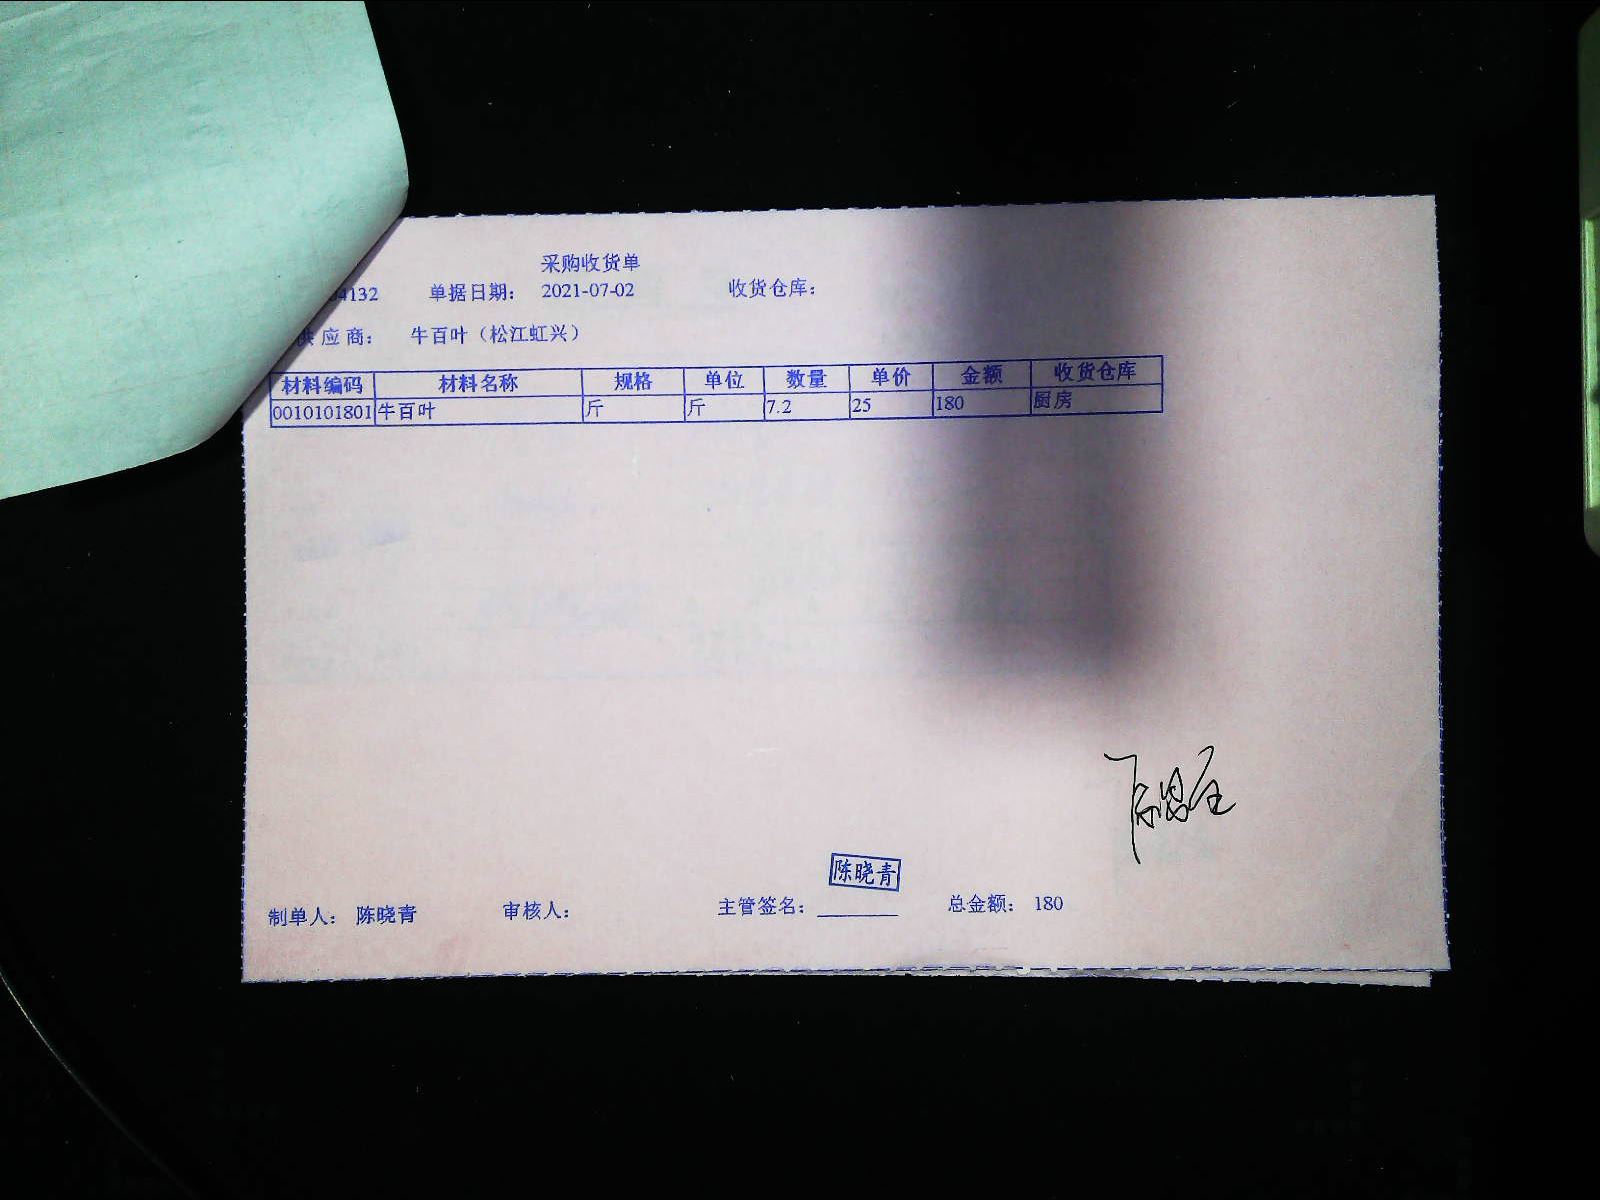 采购收货单
4132 单据日期： 2021-07-02 收货仓库：
供应商： 牛百叶（松江虹兴）
材料编码 材料名称 规格 单位 数量 单价 金额 收货仓库
0010101801 牛百叶 斤 斤 7.2 25 180 厨房
陈晓青
制单人： 陈晓青 审核人： 主管签名： 总金额： 180